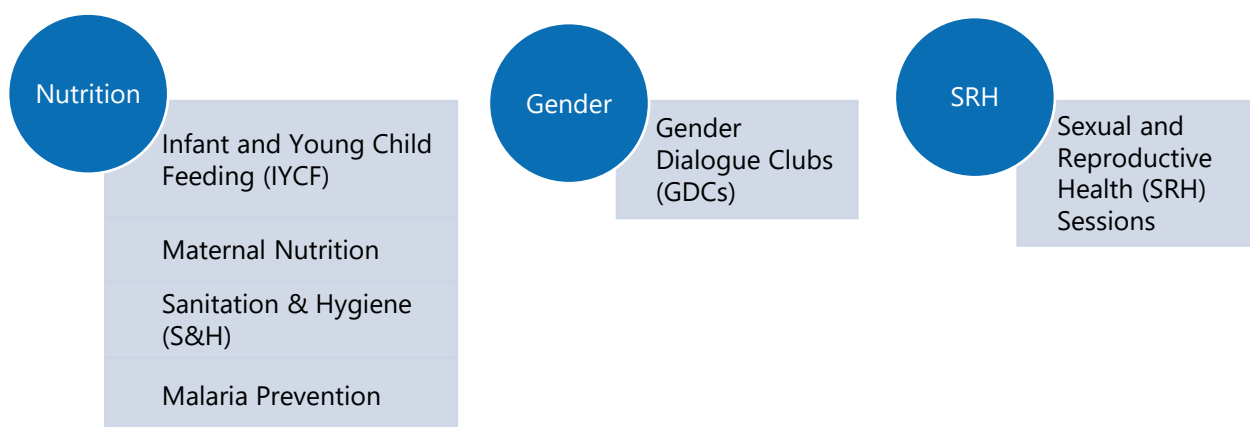 Nutrition
Infant and Young Child
Feeding (IYCF)
Maternal Nutrition
Sanitation & Hygiene
(S&H)
Malaria Prevention
Gender
Gender
Dialogue Clubs
(GDCs)
SRH
Sexual and
Reproductive
Health (SRH)
Sessions